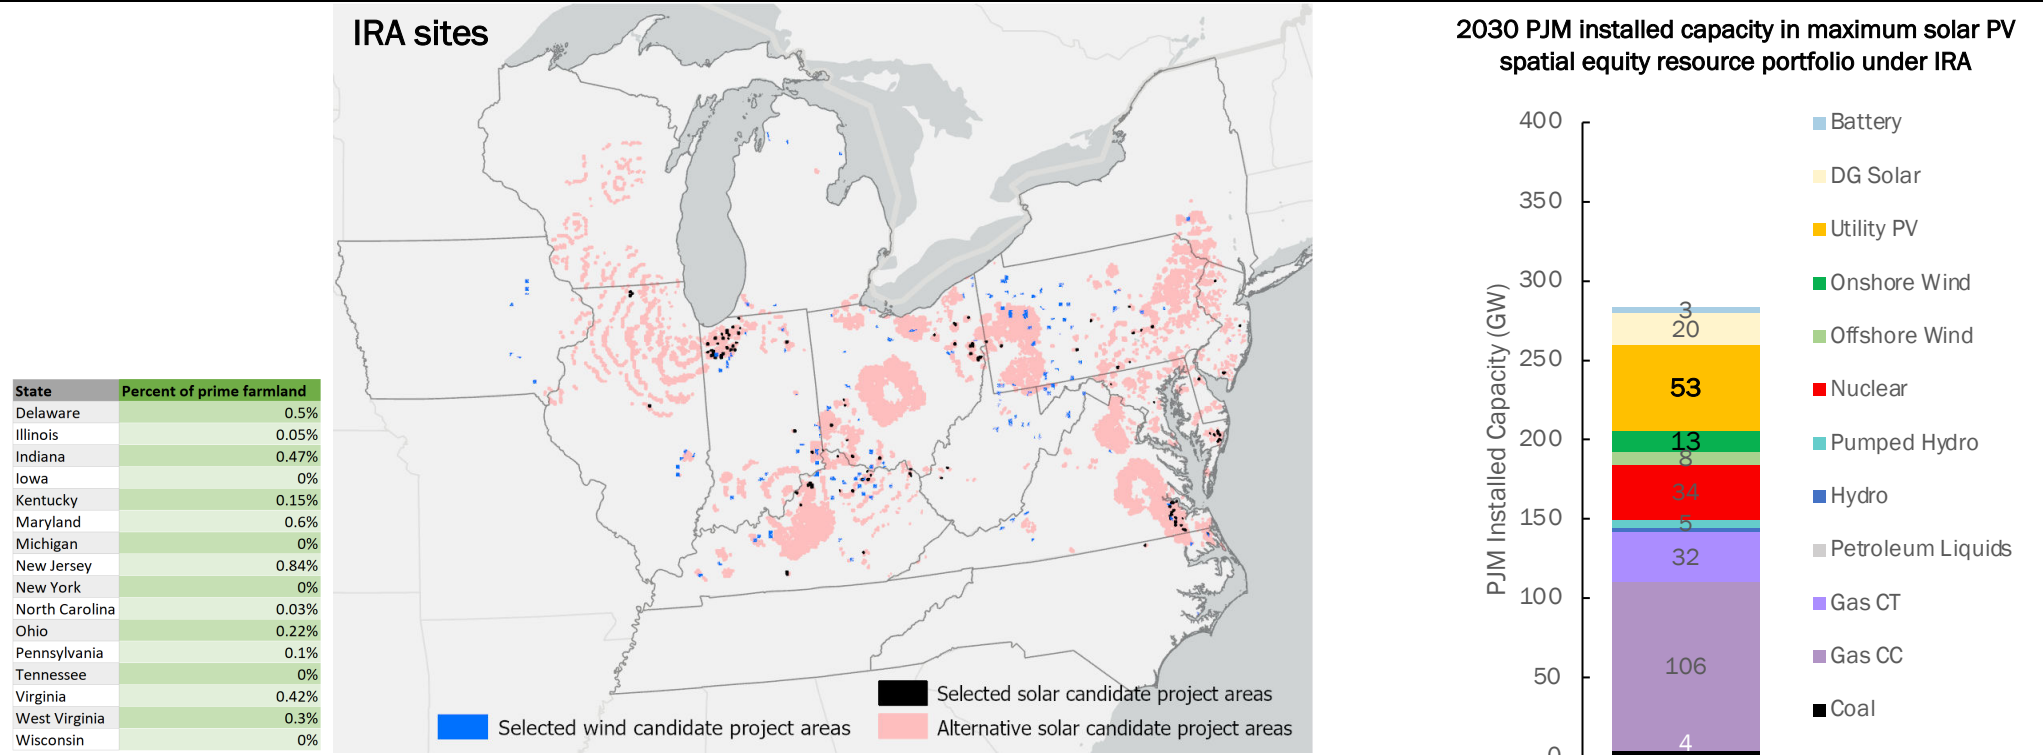 IRA sites
State Percent of prime farmland
Delaware 0.5%
Illinois 0.05%
Indiana 0.47%
Iowa 0%
Kentucky 0.15%
Maryland 0.6%
Michigan 0%
New Jersey 0.84%
New York 0%
North Carolina 0.03%
Ohio 0.22%
Pennsylvania 0.1%
Tennessee 0%
Virginia 0.42%
West Virginia 0.3%
Wisconsin 0%
Selected solar candidate project areas
Selected wind candidate project areas
Alternative solar candidate project areas
2030 PJM installed capacity in maximum solar PV
spatial equity resource portfolio under IRA
PJM Installed Capacity (GW)
400
350
300
250
200
150
100
50
0
3
20
53
13
8
34
5
32
106
4
Battery
DG Solar
Utility PV
Onshore Wind
Offshore Wind
Nuclear
Pumped Hydro
Hydro
Petroleum Liquids
Gas CT
Gas CC
Coal